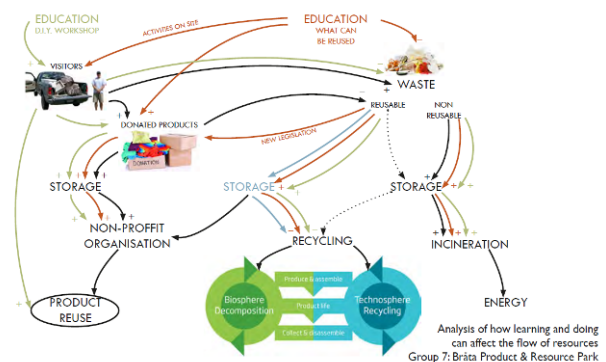 EDUCATION
D.I.Y. WORKSHOP
ACTIVITIES ON SITE
EDUCATION
WHAT CAN
BE REUSED
VISITORS
WASTE
REUSABLE
NON
REUSABLE
DONATED PRODUCTS
NEW LEGISLATION
DONATION
STORAGE
STORAGE
STORAGE
NON-PROFFIT
ORGANISATION
RECYCLING
INCINERATION
Produce & assemble
Biosphere
Decomposition
Product life
Technosphere
Recycling
Collect & disassemble
PRODUCT
REUSE
ENERGY
Analysis of how learning and doing
can affect the flow of resources
Group 7: Bråta Product & Resource Park